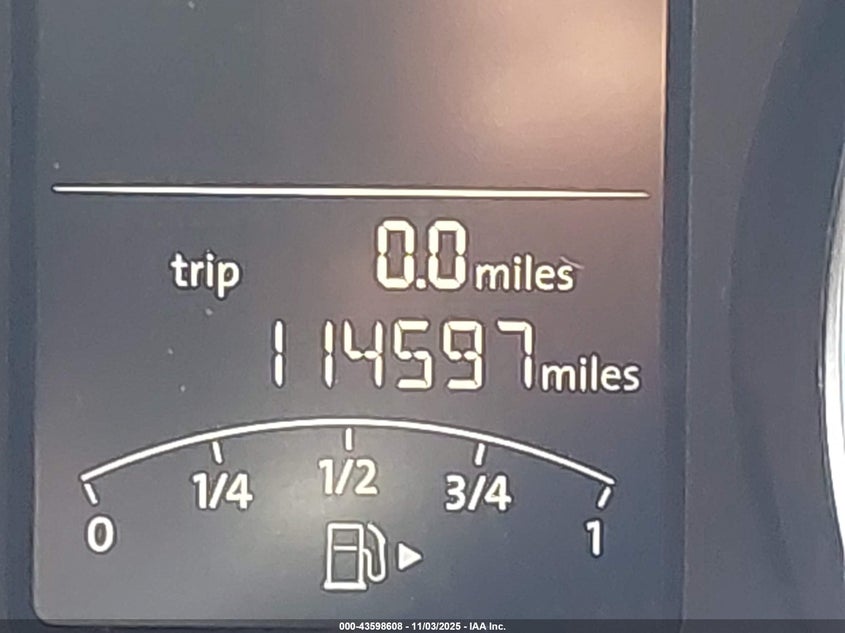 trip 0.0 miles
114597 miles
0 1/4 1/2 3/4 1
000-43598608 - 11/03/2025 - IAA Inc.